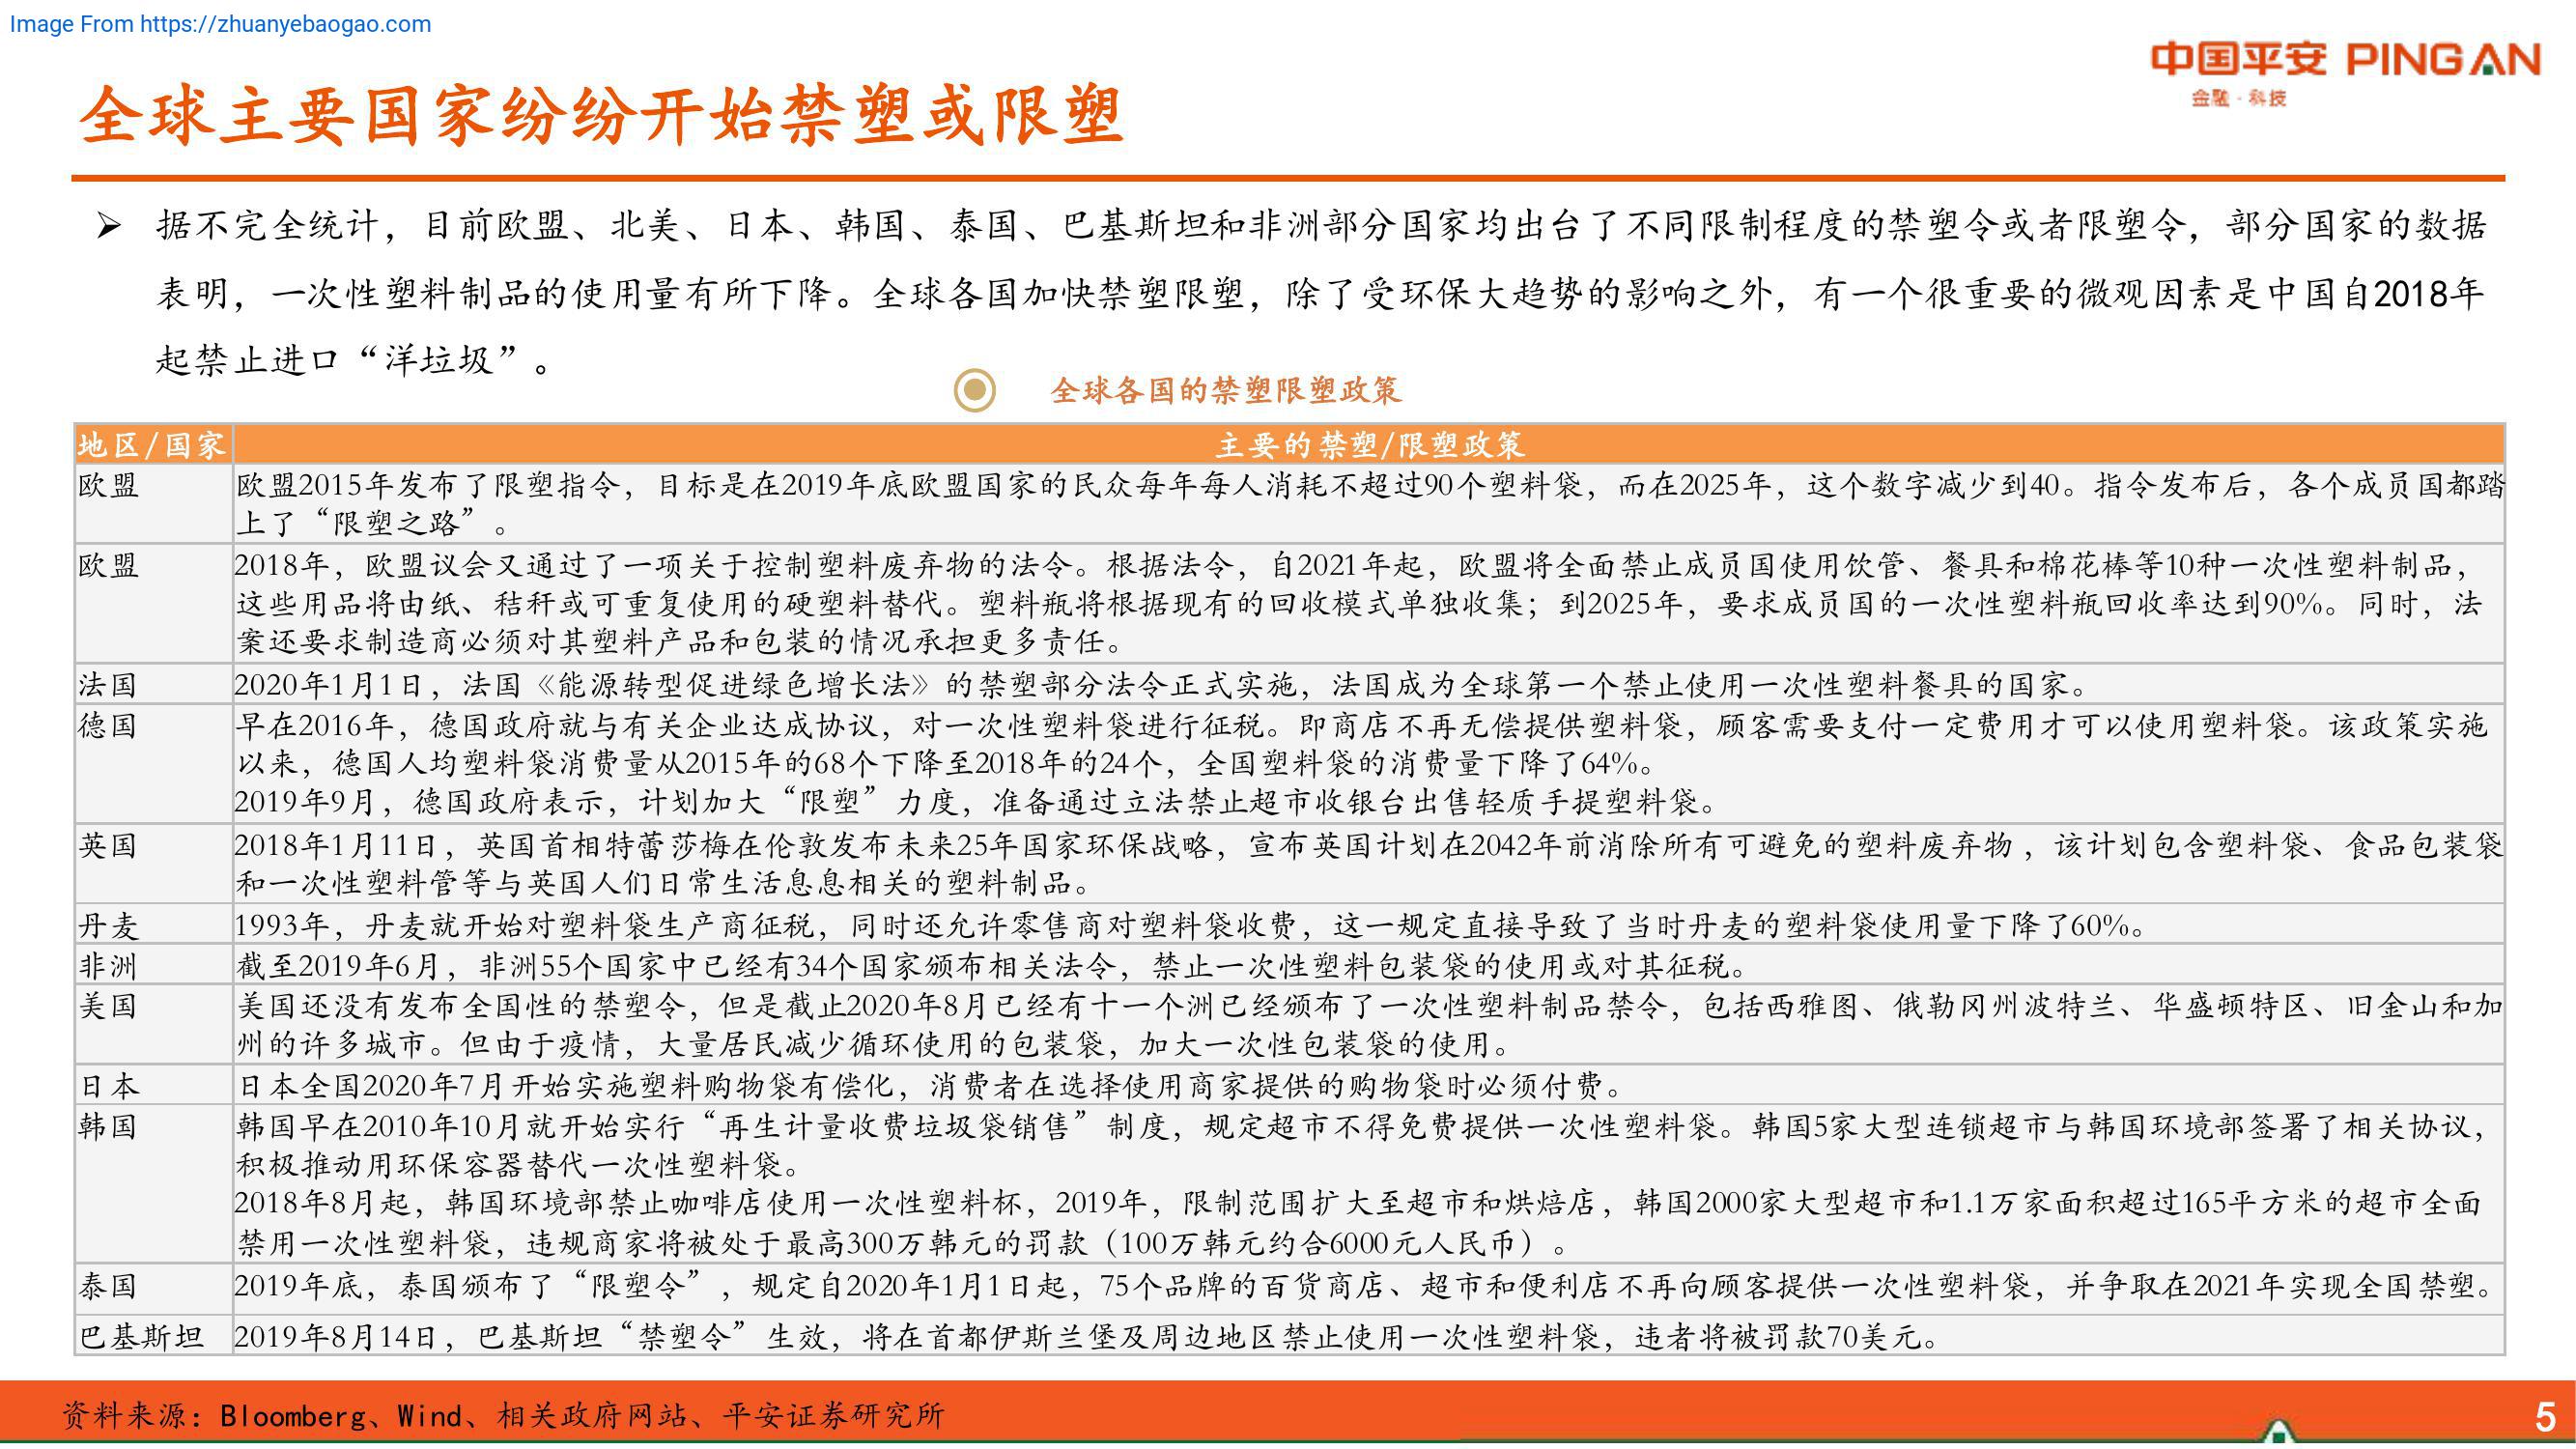 Image From https://zhuanyebaogao.com
中国平安 PING AN
金融·科技
全球主要国家纷纷开始禁塑或限塑
据不完全统计，目前欧盟、北美、日本、韩国、泰国、巴基斯坦和非洲部分国家均出台了不同限制程度的禁塑令或者限塑令，部分国家的数据
表明，一次性塑料制品的使用量有所下降。全球各国加快禁塑限塑，除了受环保大趋势的影响之外，有一个很重要的微观因素是中国自2018年
起禁止进口“洋垃圾”。
全球各国的禁塑限塑政策
地区/国家 主要的禁塑/限塑政策
欧盟 欧盟2015年发布了限塑指令，目标是在2019年底欧盟国家的民众每年每人消耗不超过90个塑料袋，而在2025年，这个数字减少到40。指令发布后，各个成员国都踏
上了“限塑之路”。
欧盟 2018年，欧盟议会又通过了一项关于控制塑料废弃物的法令。根据法令，自2021年起，欧盟将全面禁止成员国使用饮管、餐具和棉花棒等10种一次性塑料制品，
这些用品将由纸、秸秆或可重复使用的硬塑料替代。塑料瓶将根据现有的回收模式单独收集；到2025年，要求成员国的一次性塑料瓶回收率达到90%。同时，法
案还要求制造商必须对其塑料产品和包装的情况承担更多责任。
法国 2020年1月1日，法国《能源转型促进绿色增长法》的禁塑部分法令正式实施，法国成为全球第一个禁止使用一次性塑料餐具的国家。
德国 早在2016年，德国政府就与有关企业达成协议，对一次性塑料袋进行征税。即商店不再无偿提供塑料袋，顾客需要支付一定费用才可以使用塑料袋。该政策实施
以来，德国人均塑料袋消费量从2015年的68个下降至2018年的24个，全国塑料袋的消费量下降了64%。
2019年9月，德国政府表示，计划加大“限塑”力度，准备通过立法禁止超市收银台出售轻质手提塑料袋。
英国 2018年1月11日，英国首相特蕾莎梅在伦敦发布未来25年国家环保战略，宣布英国计划在2042年前消除所有可避免的塑料废弃物，该计划包含塑料袋、食品包装袋
和一次性塑料管等与英国人们日常生活息息相关的塑料制品。
丹麦 1993年，丹麦就开始对塑料袋生产商征税，同时还允许零售商对塑料袋收费，这一规定直接导致了当时丹麦的塑料袋使用量下降了60%。
非洲 截至2019年6月，非洲55个国家中已经有34个国家颁布相关法令，禁止一次性塑料包装袋的使用或对其征税。
美国 美国还没有发布全国性的禁塑令，但是截止2020年8月已经有十一个洲已经颁布了一次性塑料制品禁令，包括西雅图、俄勒冈州波特兰、华盛顿特区、旧金山和加
州的许多城市。但由于疫情，大量居民减少循环使用的包装袋，加大一次性包装袋的使用。
日本 日本全国2020年7月开始实施塑料购物袋有偿化，消费者在选择使用商家提供的购物袋时必须付费。
韩国 韩国早在2010年10月就开始实行“再生计量收费垃圾袋销售”制度，规定超市不得免费提供一次性塑料袋。韩国5家大型连锁超市与韩国环境部签署了相关协议，
积极推动用环保容器替代一次性塑料袋。
2018年8月起，韩国环境部禁止咖啡店使用一次性塑料杯，2019年，限制范围扩大至超市和烘焙店，韩国2000家大型超市和1.1万家面积超过165平方米的超市全面
禁用一次性塑料袋，违规商家将被处于最高300万韩元的罚款（100万韩元约合6000元人民币）。
泰国 2019年底，泰国颁布了“限塑令”，规定自2020年1月1日起，75个品牌的百货商店、超市和便利店不再向顾客提供一次性塑料袋，并争取在2021年实现全国禁塑。
巴基斯坦 2019年8月14日，巴基斯坦“禁塑令”生效，将在首都伊斯兰堡及周边地区禁止使用一次性塑料袋，违者将被罚款70美元。
资料来源：Bloomberg、Wind、相关政府网站、平安证券研究所
5